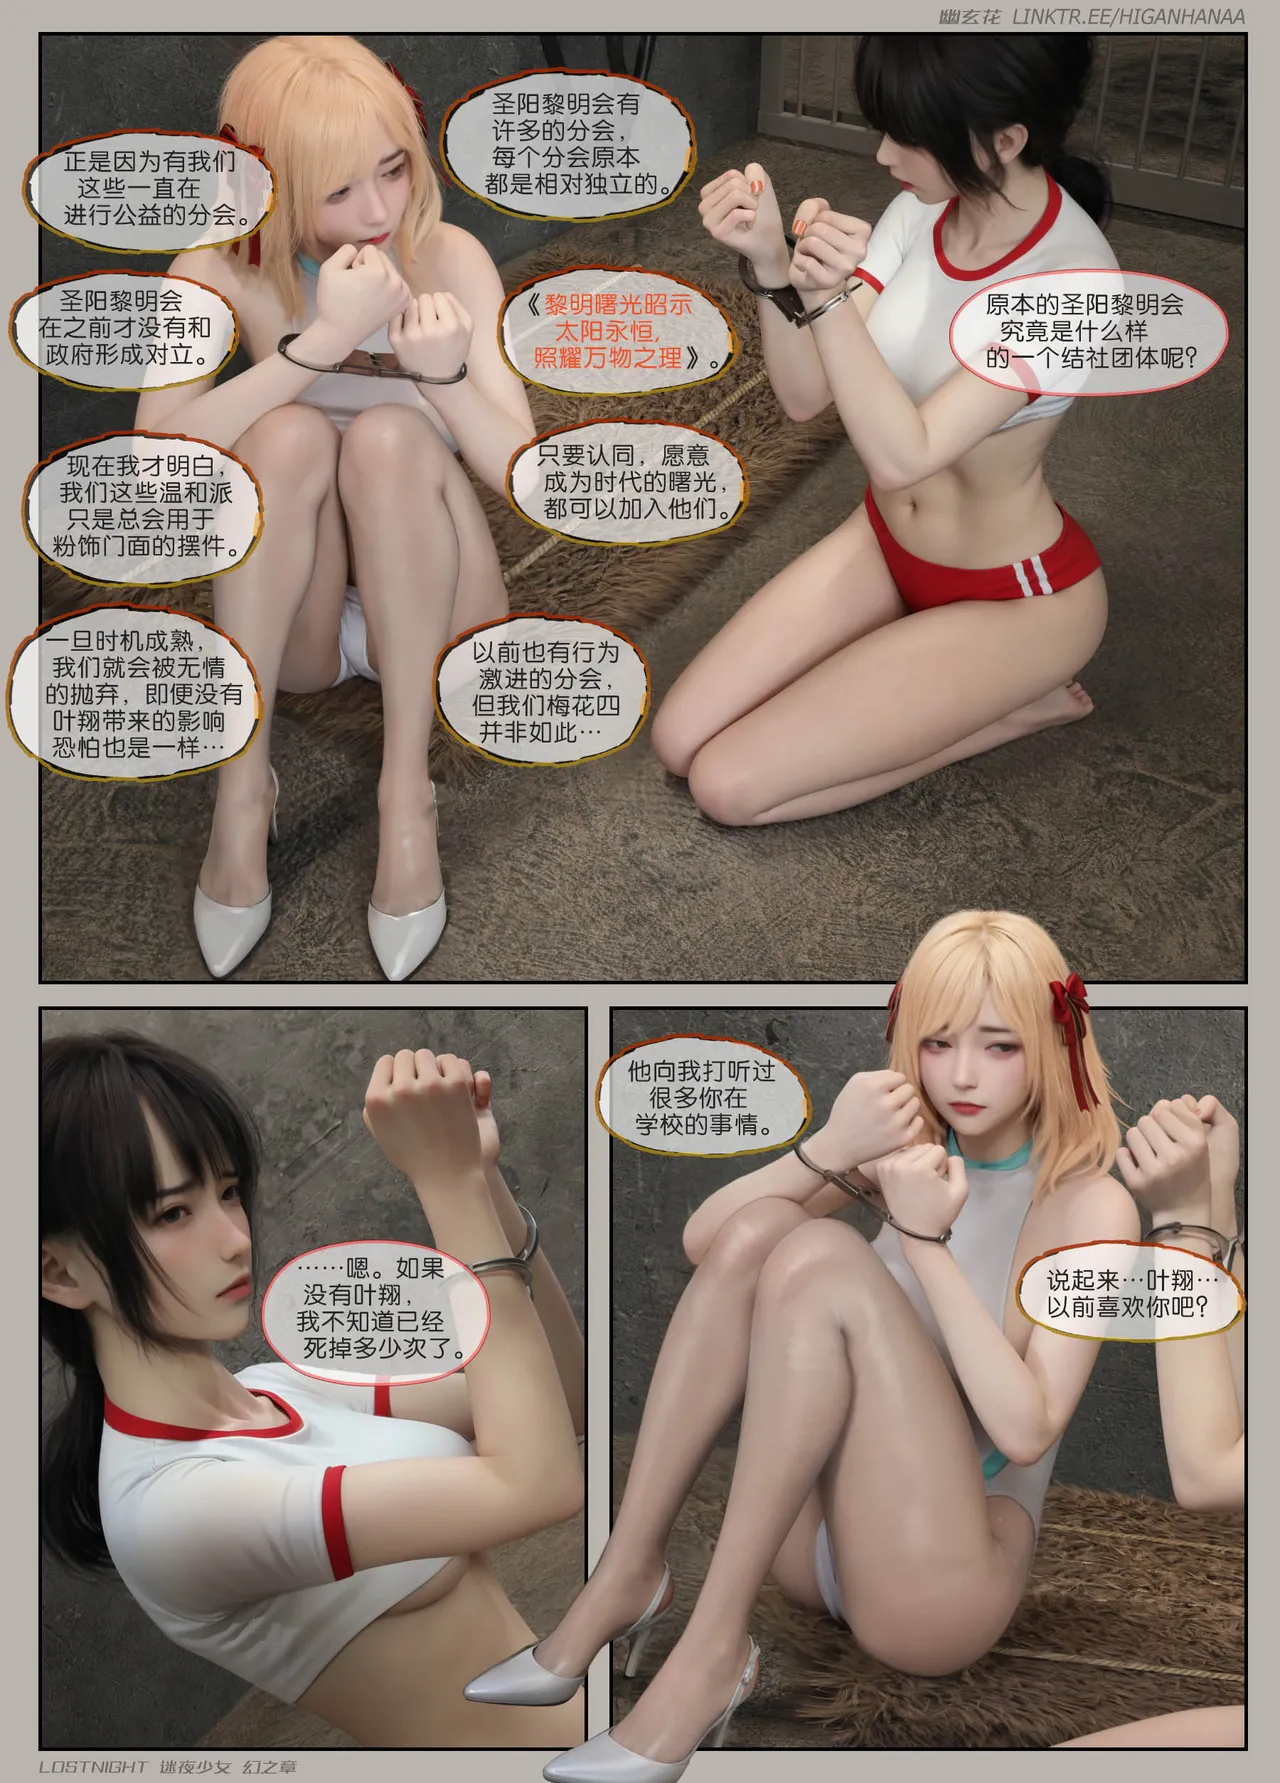 幽玄花 LINKTR.EE/HIGANHANAA
原本的圣阳黎明会
究竟是什么样
的一个结社团体呢？
圣阳黎明会有
许多的分会，
每个分会原本
都是相对独立的。
《黎明曙光昭示
太阳永恒，
照耀万物之理》。
只要认同，愿意
成为时代的曙光，
都可以加入他们。
以前也有行为
激进的分会，
但我们梅花四
并非如此…
正是因为有我们
这些一直在
进行公益的分会。
圣阳黎明会
在之前才没有和
政府形成对立。
现在我才明白，
我们这些温和派
只是总会用于
粉饰门面的摆件。
一旦时机成熟，
我们就会被无情
的抛弃，即便没有
叶翔带来的影响
恐怕也是一样…
……嗯。如果
没有叶翔，
我不知道已经
死掉多少次了。
他向我打听过
很多你在
学校的事情。
说起来…叶翔…
以前喜欢你吧？
LOSTNIGHT 迷夜少女 幻之章